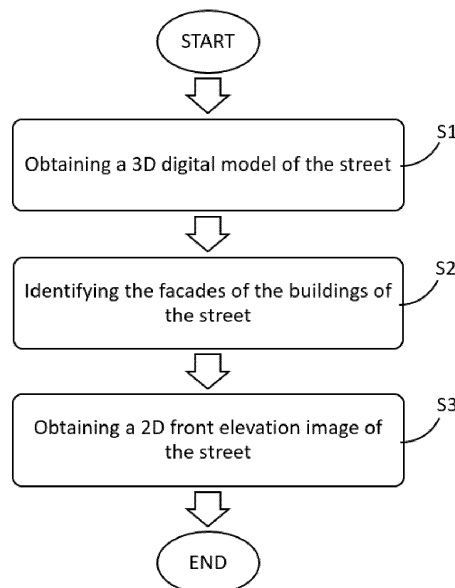 START
S1
Obtaining a 3D digital model of the street
S2
Identifying the facades of the buildings of
the street
S3
Obtaining a 2D front elevation image of
the street
END